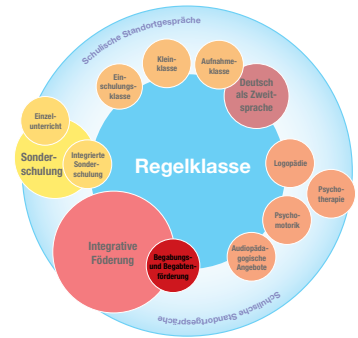 Schulische Standortgespräche
Klein-
klasse
Aufnahme-
klasse
Ein-
schulungs-
klasse
Deutsch
als Zweit-
sprache
Einzel-
unterricht
Sonder-
schulung
Integrierte
Sonder-
schulung
Regelklasse
Logopädie
Psycho-
therapie
Psycho-
motorik
Integrative
Föderung
Begabungs-
und Begabten-
förderung
Audiopäda-
gogische
Angebote
Schulische Standortgespräche